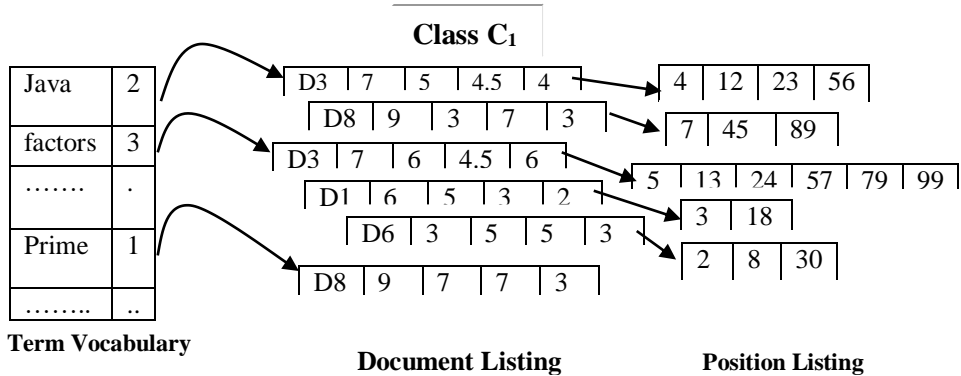 Class C1
Java 2
factors 3
……. .
Prime 1
…….. ..
Term Vocabulary
D3 7 5 4.5 4
D8 9 3 7 3
D3 7 6 4.5 6
D1 6 5 3 2
D6 3 5 5 3
D8 9 7 7 3
Document Listing
4 12 23 56
7 45 89
5 13 24 57 79 99
3 18
2 8 30
Position Listing